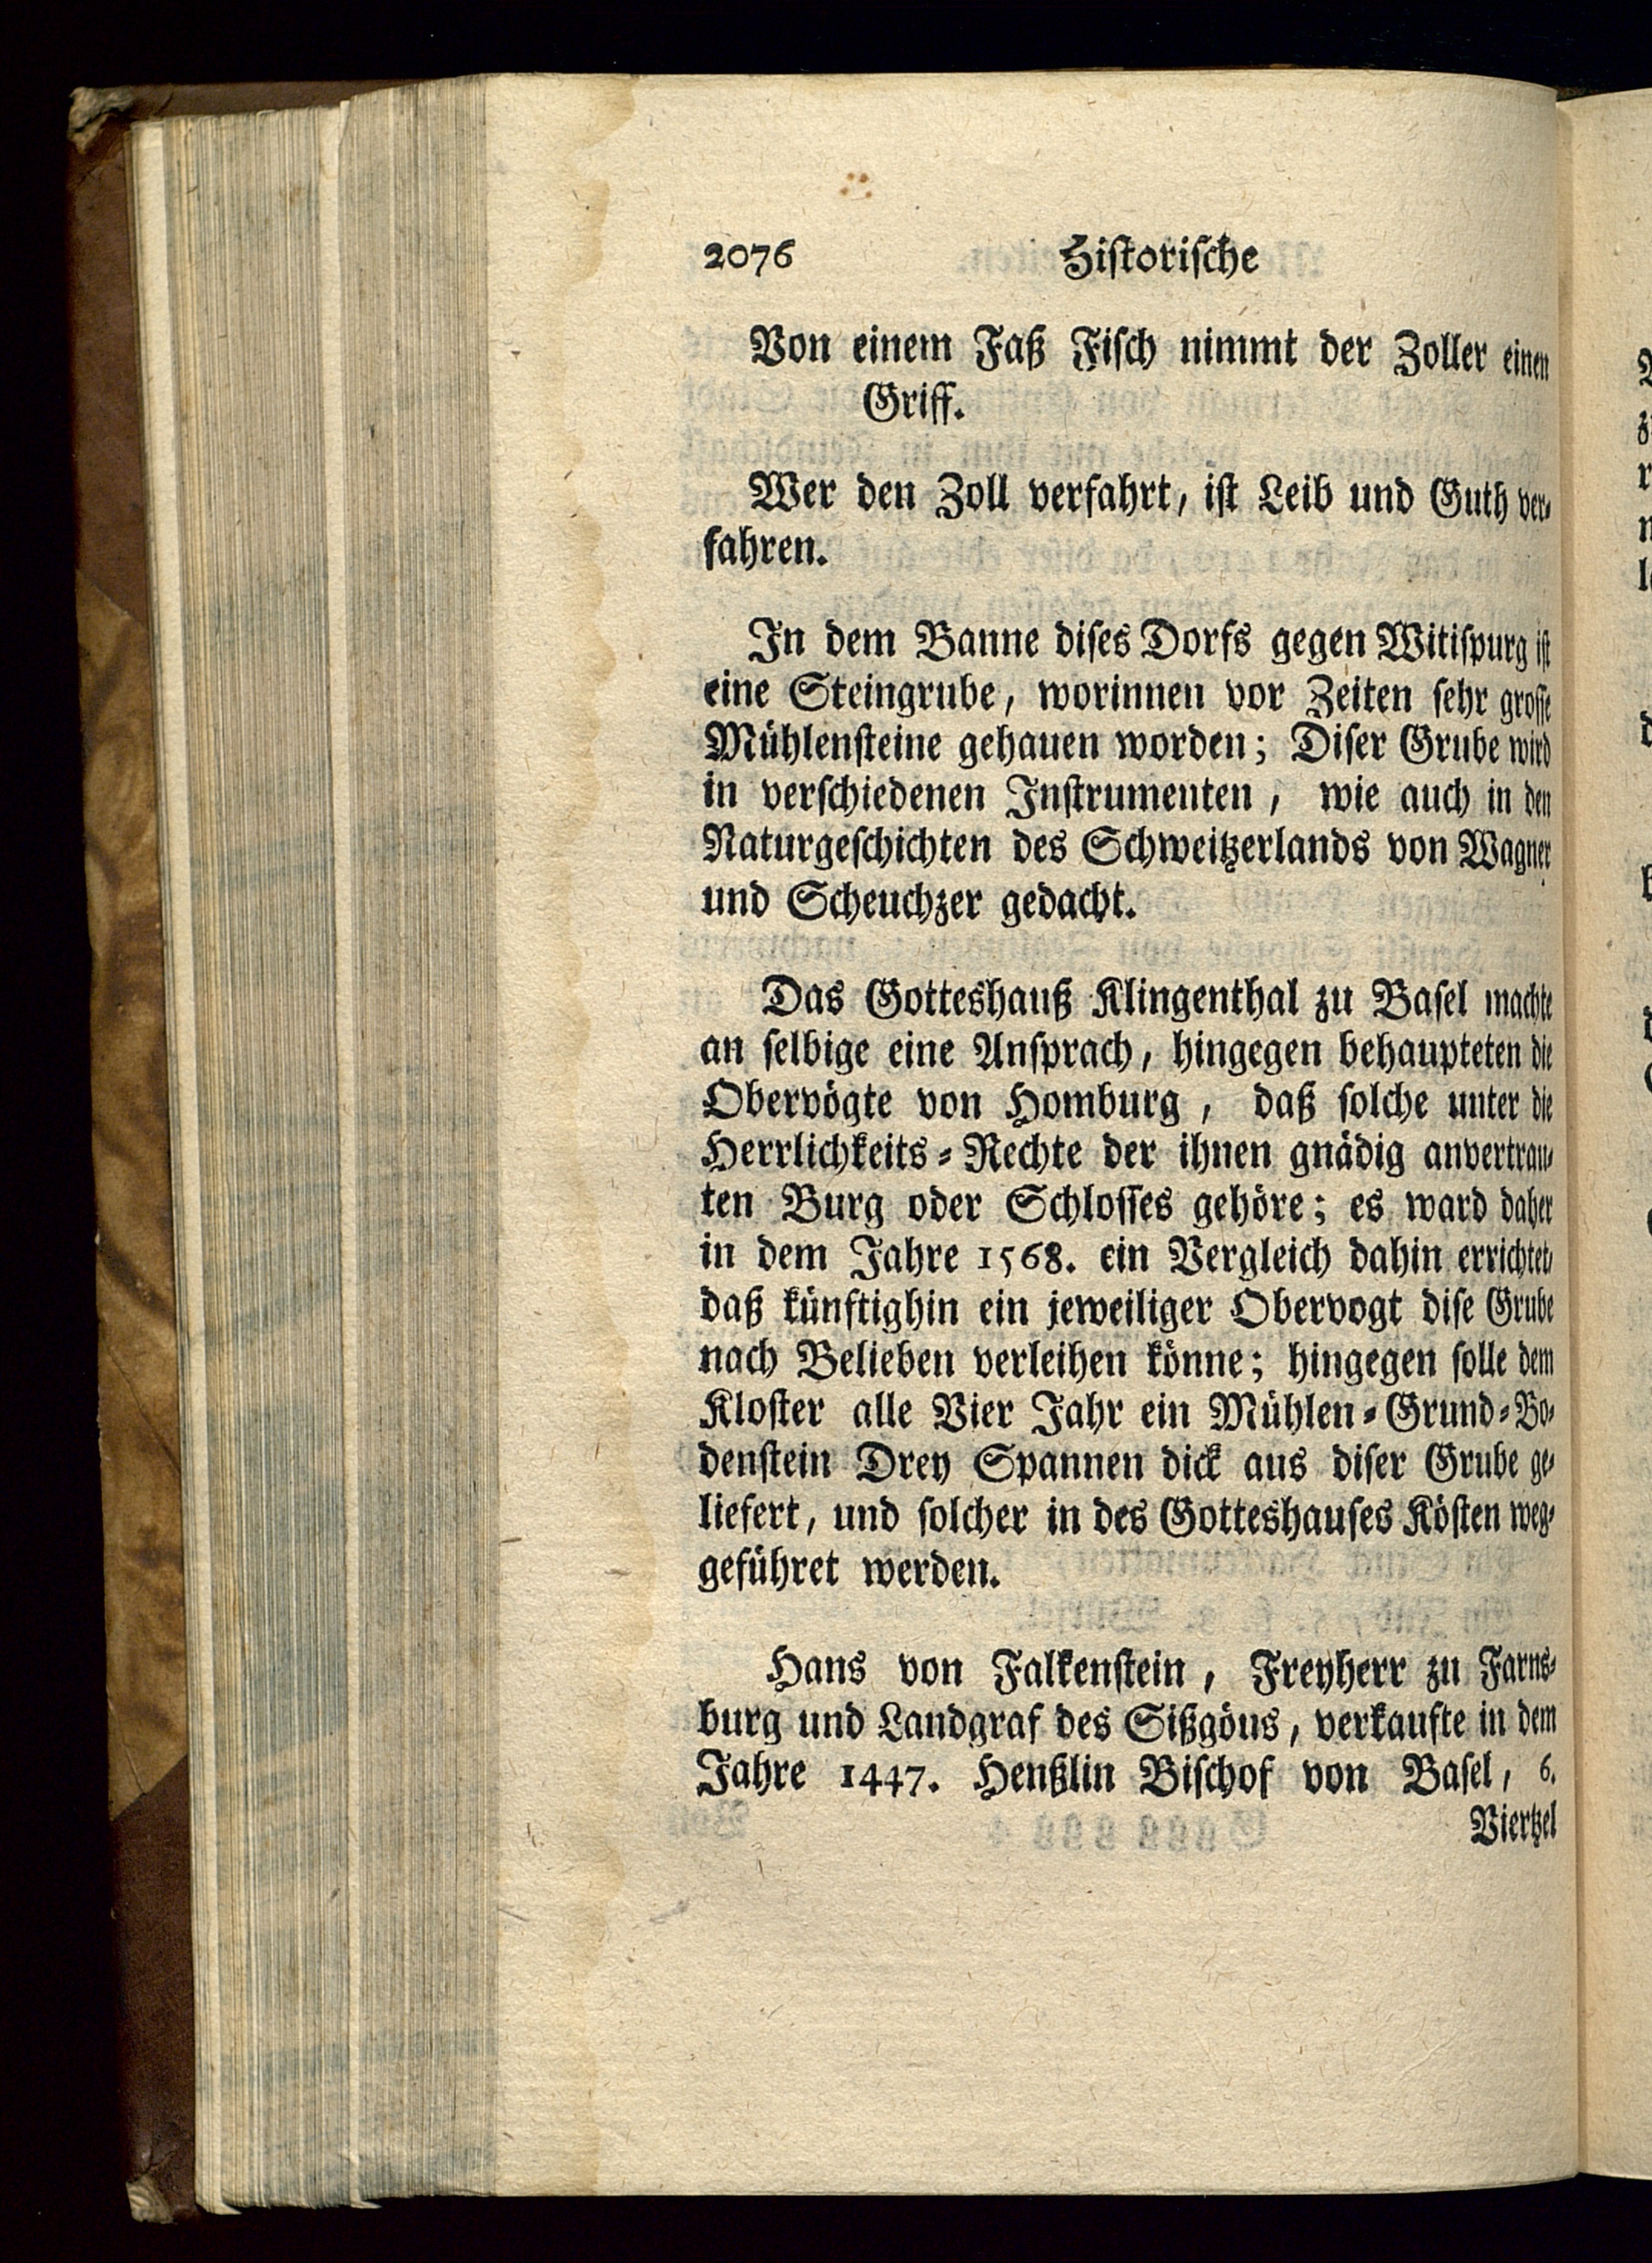 2076 Historische
Von einem Faß Fisch nimmt der Zoller einen
Griff.
Wer den Zoll verfahrt, ist Leib und Guth ver-
fahren.
In dem Banne dises Dorfs gegen Witispurg ist
eine Steingrube, worinnen vor Zeiten sehr grosse
Mühlensteine gehauen worden; Diser Grube wird
in verschiedenen Instrumenten, wie auch in den
Naturgeschichten des Schweitzerlands von Wagner
und Scheuchzer gedacht.
Das Gotteshauß Klingenthal zu Basel machte
an selbige eine Ansprach, hingegen behaupteten die
Obervögte von Homburg, daß solche unter die
Herrlichkeits-Rechte der ihnen gnädig anvertrau-
ten Burg oder Schlosses gehöre; es ward daher
in dem Jahre 1568. ein Vergleich dahin errichtet,
daß künftighin ein jeweiliger Obervogt dise Grube
nach Belieben verleihen könne; hingegen solle dem
Kloster alle Vier Jahr ein Mühlen-Grund-Bo-
denstein Drey Spannen dick aus diser Grube ge-
liefert, und solcher in des Gotteshauses Kösten weg-
geführet werden.
Hans von Falkenstein, Freyherr zu Farns-
burg und Landgraf des Sißgöus, verkaufte in dem
Jahre 1447. Henßlin Bischof von Basel, 6.
Viertzel